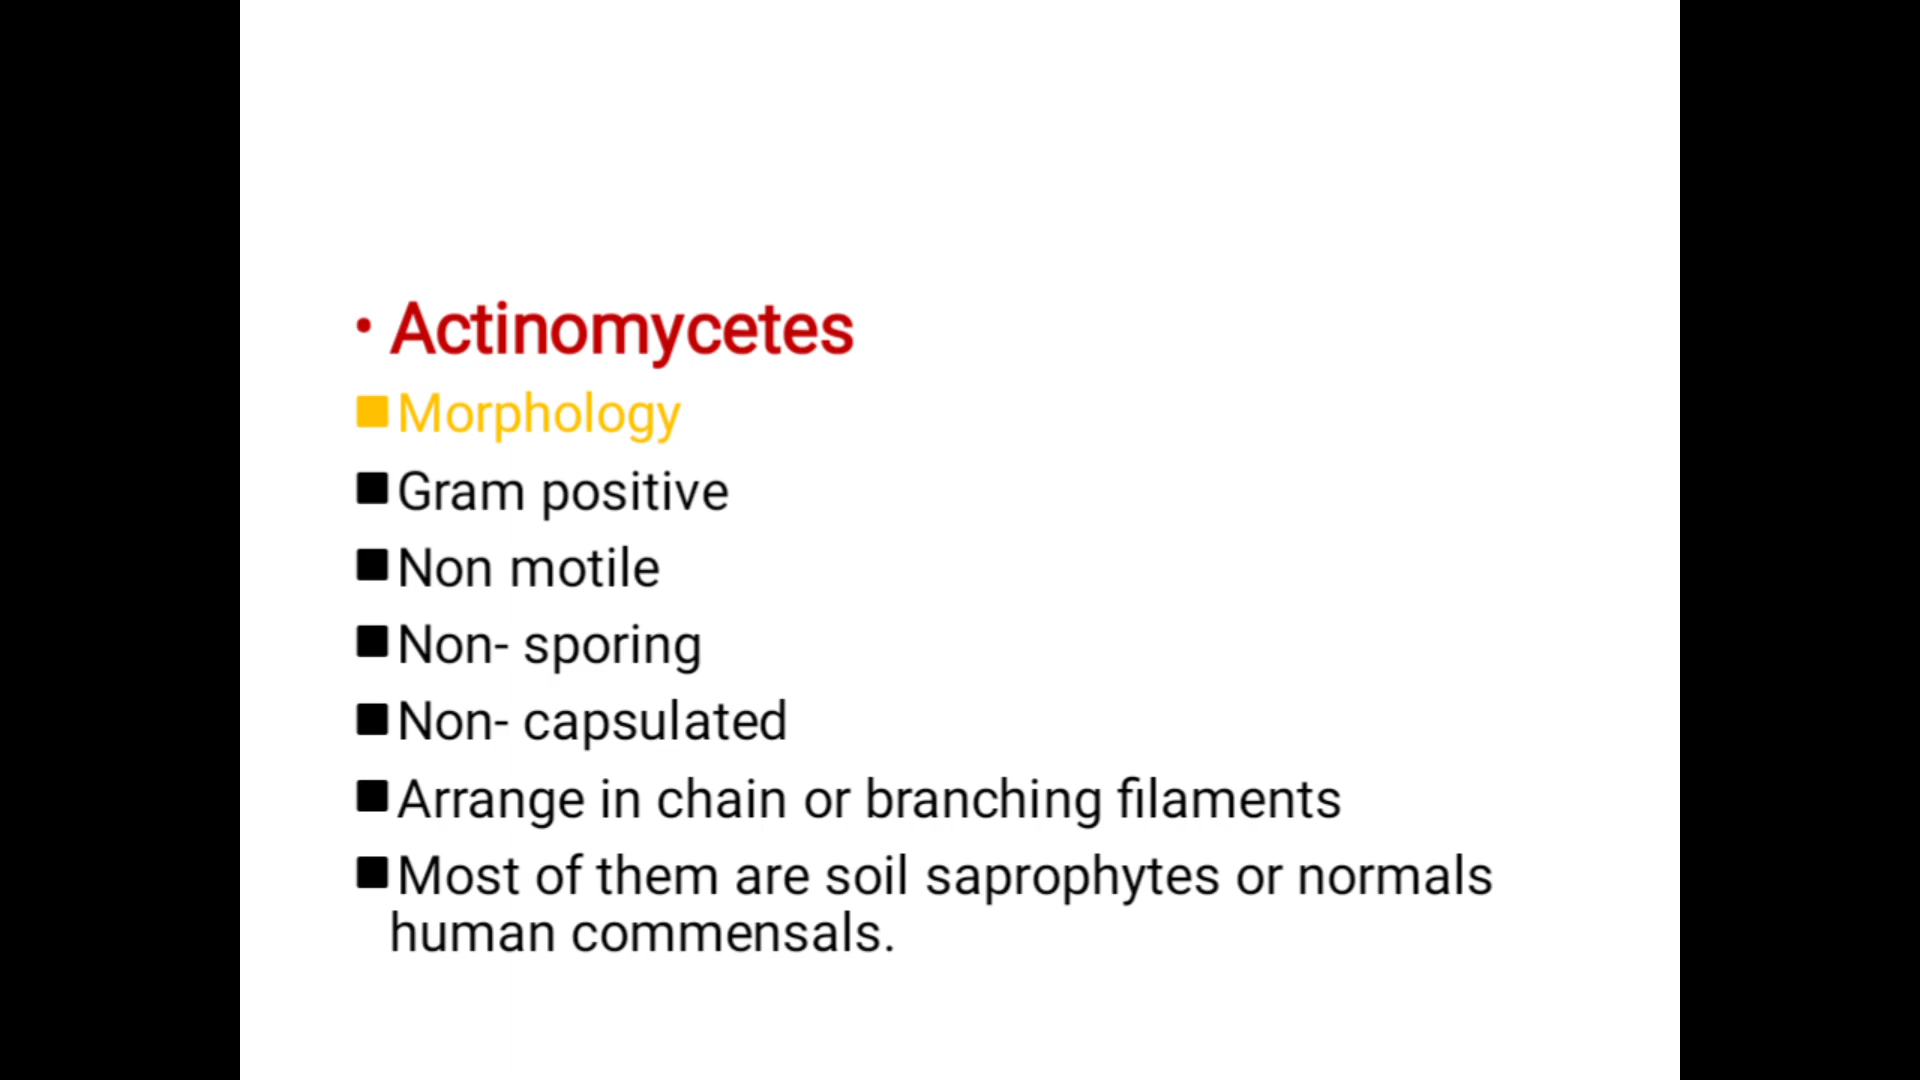 • Actinomycetes
■ Morphology
■ Gram positive
■ Non motile
■ Non- sporing
■ Non- capsulated
■ Arrange in chain or branching filaments
■ Most of them are soil saprophytes or normals
human commensals.